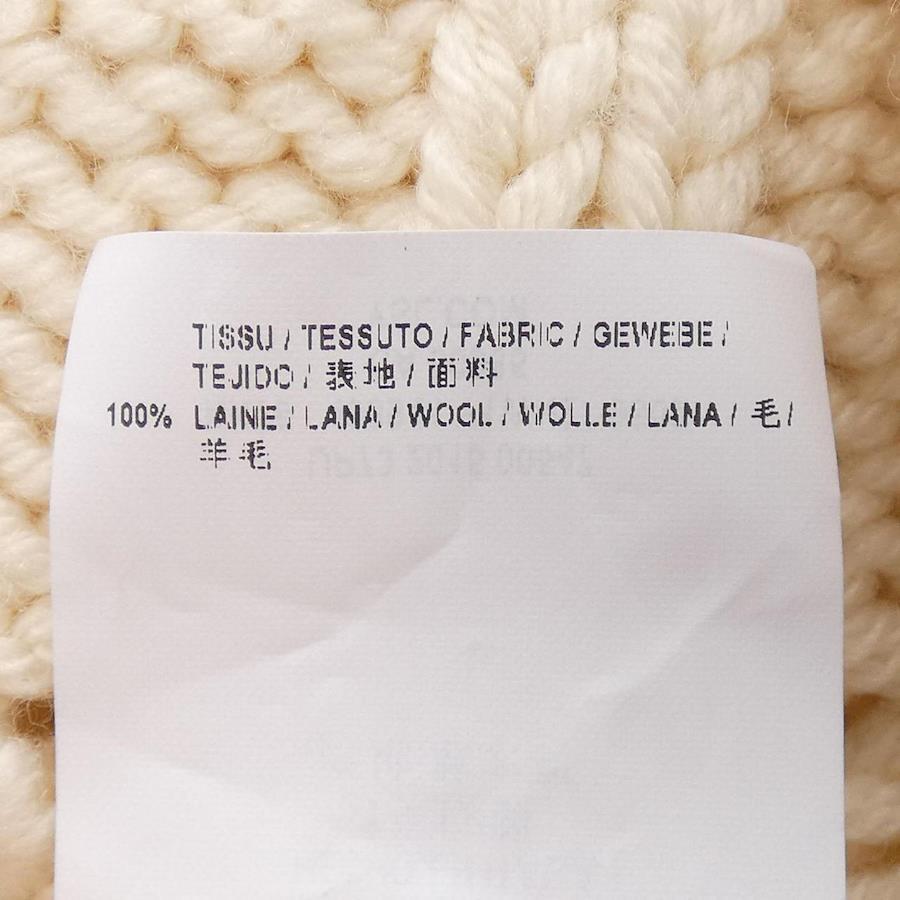 TISSU / TESSUTO / FABRIC / GEWEBE /
TEJIDO / 表地 / 面料
100% LAINE / LANA / WOOL / WOLLE / LANA / 毛 /
羊毛